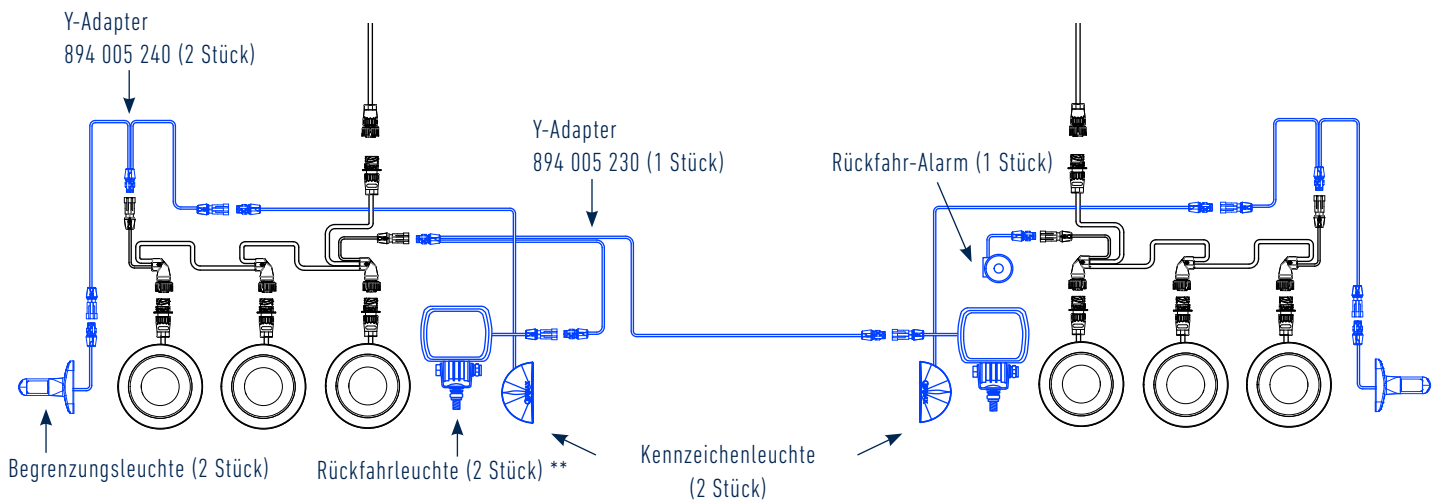 Y-Adapter
894 005 240 (2 Stück)
Y-Adapter
894 005 230 (1 Stück)
Rückfahr-Alarm (1 Stück)
Begrenzungsleuchte (2 Stück)
Rückfahrleuchte (2 Stück) **
Kennzeichenleuchte
(2 Stück)